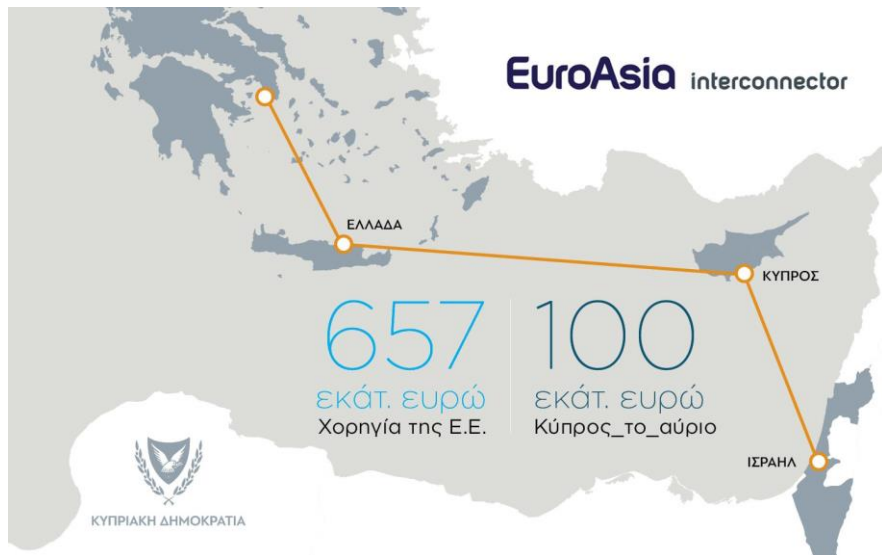 EuroAsia interconnector
ΕΛΛΑΔΑ
ΚΥΠΡΟΣ
657
εκάτ. ευρώ
Χορηγία της Ε.Ε.
100
εκάτ. ευρώ
Κύπρος_το_αύριο
ΙΣΡΑΗΛ
ΚΥΠΡΙΑΚΗ ΔΗΜΟΚΡΑΤΙΑ